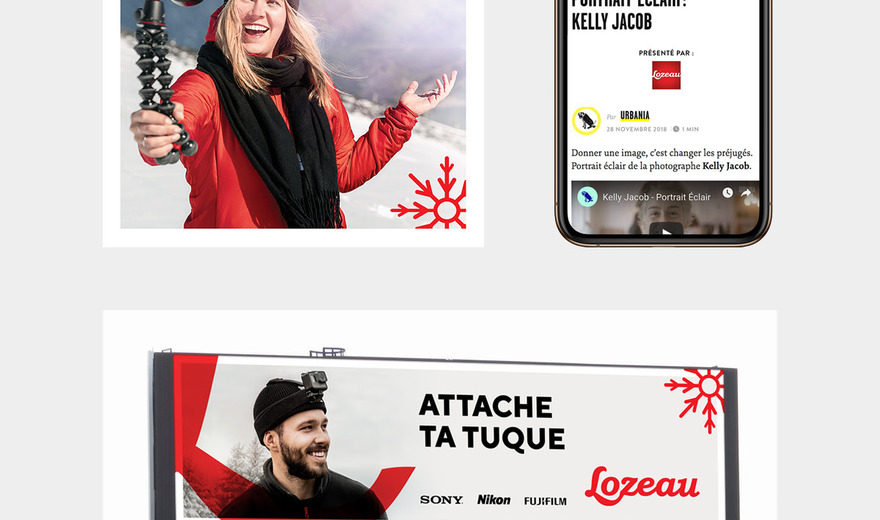 PORTRAIT ÉCLAIR :
KELLY JACOB
PRÉSENTÉ PAR :
Lozeau
Par URBANIA
28 NOVEMBRE 2018 1 MIN
Donner une image, c'est changer les préjugés.
Portrait éclair de la photographe Kelly Jacob.
Kelly Jacob - Portrait Éclair
ATTACHE
TA TUQUE
SONY Nikon FUJIFILM Lozeau